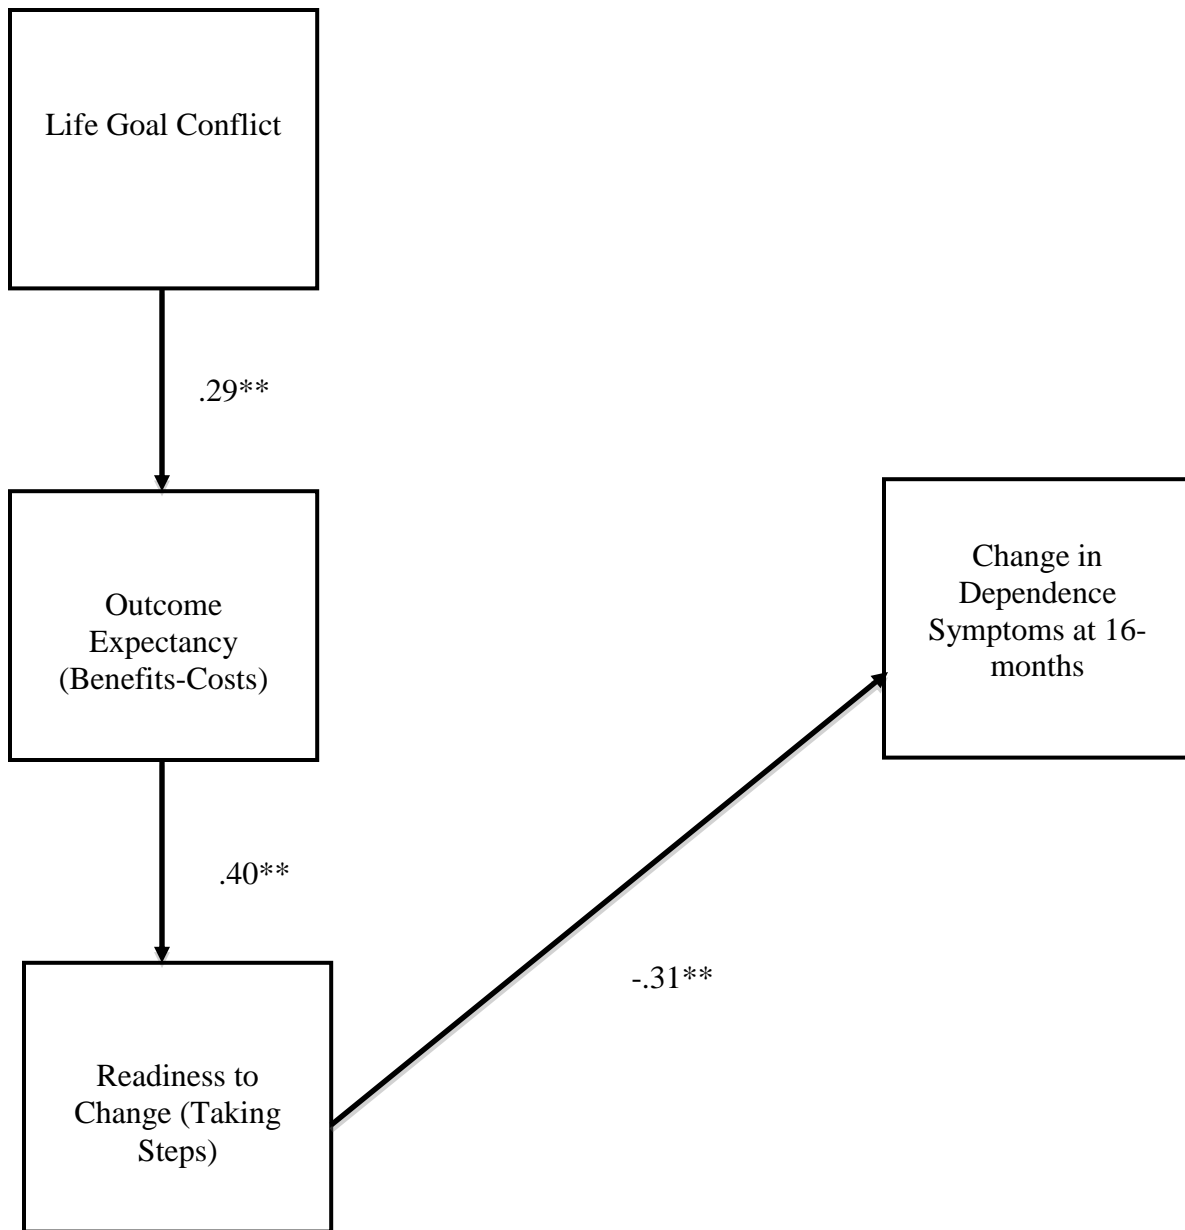 Life Goal Conflict
.29**
Outcome
Expectancy
(Benefits-Costs)
Change in
Dependence
Symptoms at 16-
months
.40**
-.31**
Readiness to
Change (Taking
Steps)